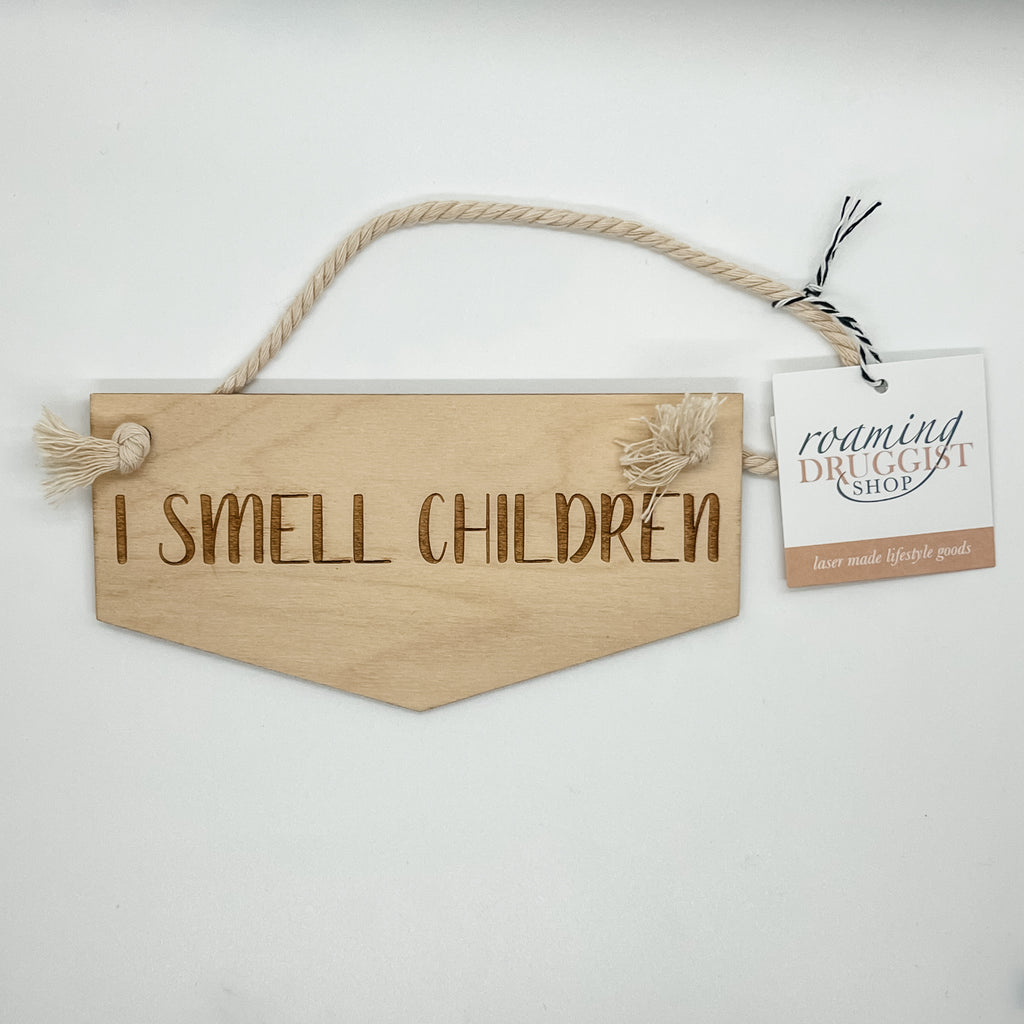 I SMELL CHILDREN
roaming
DRUGGIST
SHOP
laser made lifestyle goods